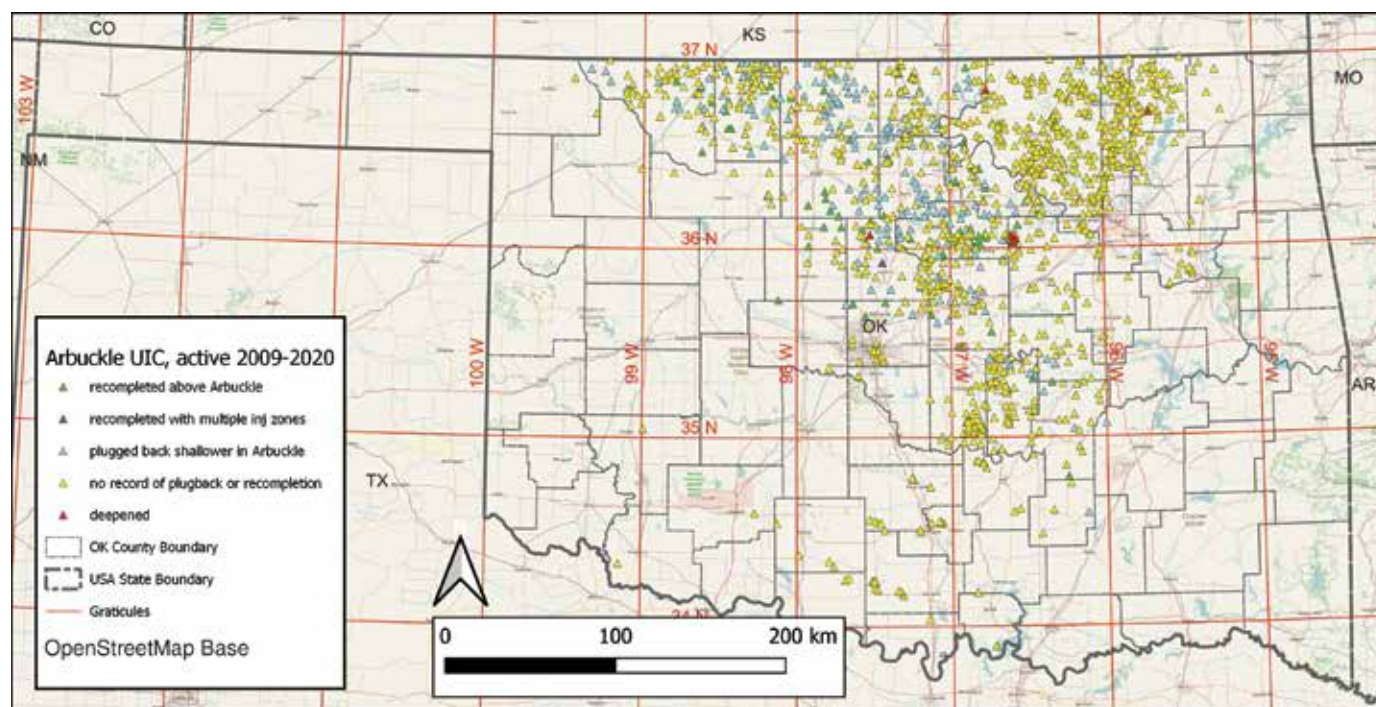 CO
KS
37 N
103 W
MO
NM
36 N
OK
100 W
99 W
98 W
97 W
96 W
95 W
AR
35 N
TX
34 N
Arbuckle UIC, active 2009-2020
recompleted above Arbuckle
recompleted with multiple inj zones
plugged back shallower in Arbuckle
no record of plugback or recompletion
deepened
OK County Boundary
USA State Boundary
Graticules
OpenStreetMap Base
0 100 200 km